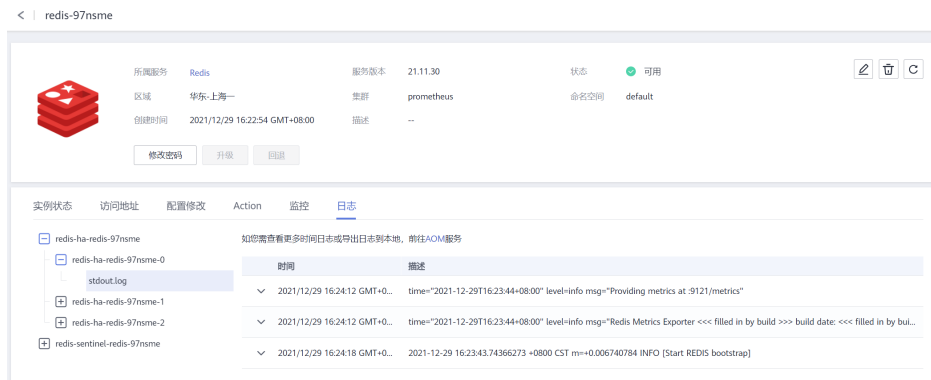 < redis-97nsme
所属服务 Redis 服务版本 21.11.30 状态 可用
区域 华东-上海一 集群 prometheus 命名空间 default
创建时间 2021/12/29 16:22:54 GMT+08:00 描述 --
修改密码 升级 回退
实例状态 访问地址 配置修改 Action 监控 日志
redis-ha-redis-97nsme
redis-ha-redis-97nsme-0
stdout.log
redis-ha-redis-97nsme-1
redis-ha-redis-97nsme-2
redis-sentinel-redis-97nsme
如您需查看更多时间日志或导出日志到本地，前往AOM服务
时间 描述
2021/12/29 16:24:12 GMT+0... time="2021-12-29T16:23:44+08:00" level=info msg="Providing metrics at :9121/metrics"
2021/12/29 16:24:12 GMT+0... time="2021-12-29T16:23:44+08:00" level=info msg="Redis Metrics Exporter <<< filled in by build >>> build date: <<< filled in by bui...
2021/12/29 16:24:18 GMT+0... 2021-12-29 16:23:43.74366273 +0800 CST m=+0.006740784 INFO [Start REDIS bootstrap]